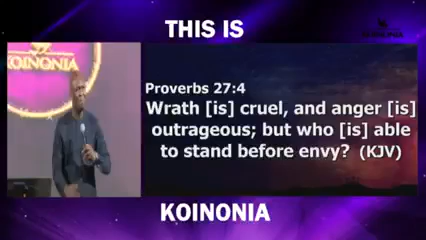 THIS IS
KOINONIA
KOINONIA
Proverbs 27:4
Wrath [is] cruel, and anger [is]
outrageous; but who [is] able
to stand before envy? (KJV)
KOINONIA